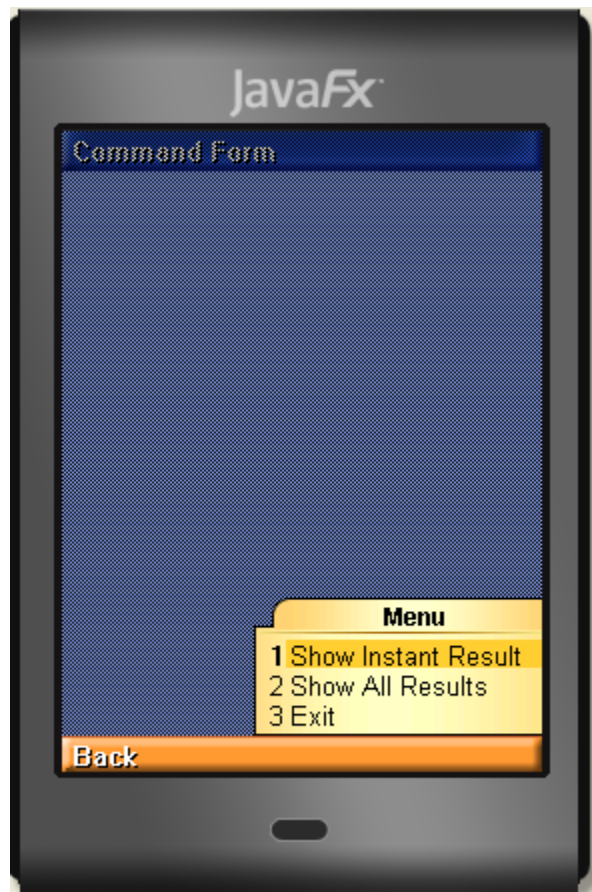 JavaFx
Command Form
Menu
1 Show Instant Result
2 Show All Results
3 Exit
Back